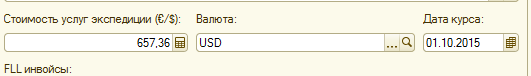 Стоимость услуг экспедиции (€/$): Валюта: Дата курса:
657,36 USD ... 01.10.2015
FLL инвойсы: